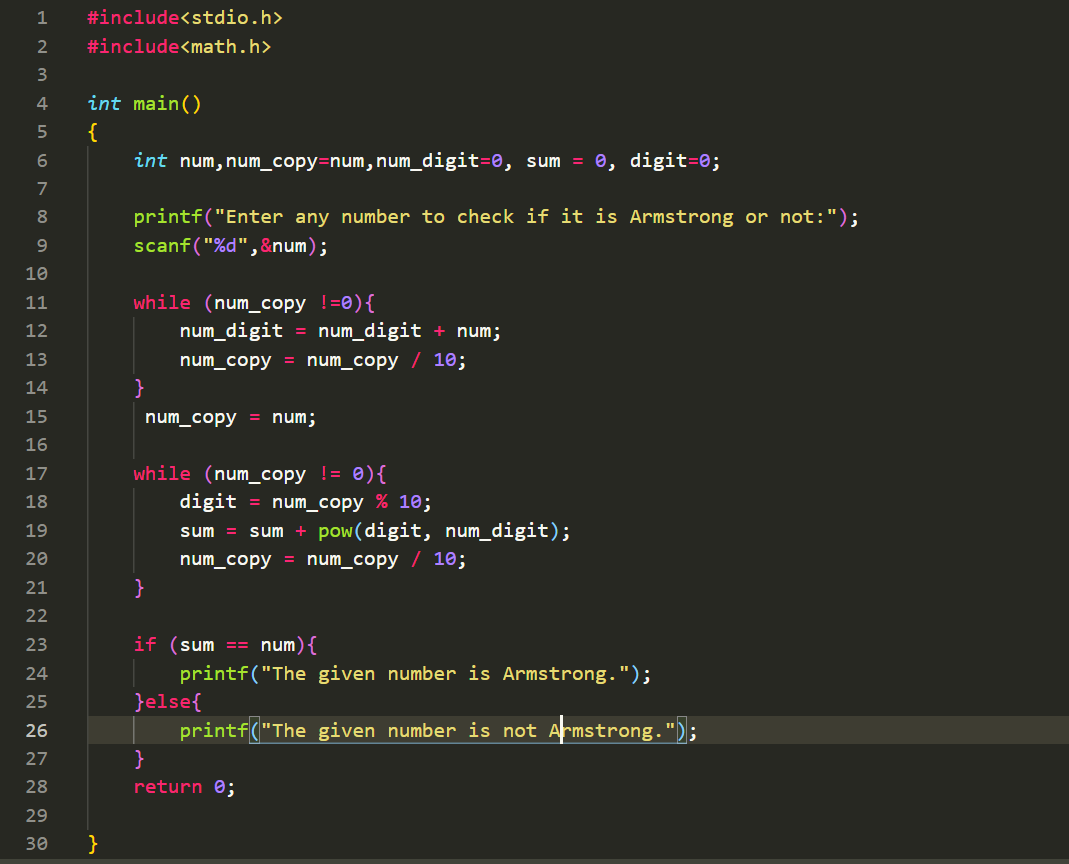 1 #include<stdio.h>
2 #include<math.h>
3
4 int main()
5 {
6 int num,num_copy=num,num_digit=0, sum = 0, digit=0;
7
8 printf("Enter any number to check if it is Armstrong or not:");
9 scanf("%d",&num);
10
11 while (num_copy !=0){
12 num_digit = num_digit + num;
13 num_copy = num_copy / 10;
14 }
15 num_copy = num;
16
17 while (num_copy != 0){
18 digit = num_copy % 10;
19 sum = sum + pow(digit, num_digit);
20 num_copy = num_copy / 10;
21 }
22
23 if (sum == num){
24 printf("The given number is Armstrong.");
25 }else{
26 printf("The given number is not Armstrong.");
27 }
28 return 0;
29
30 }